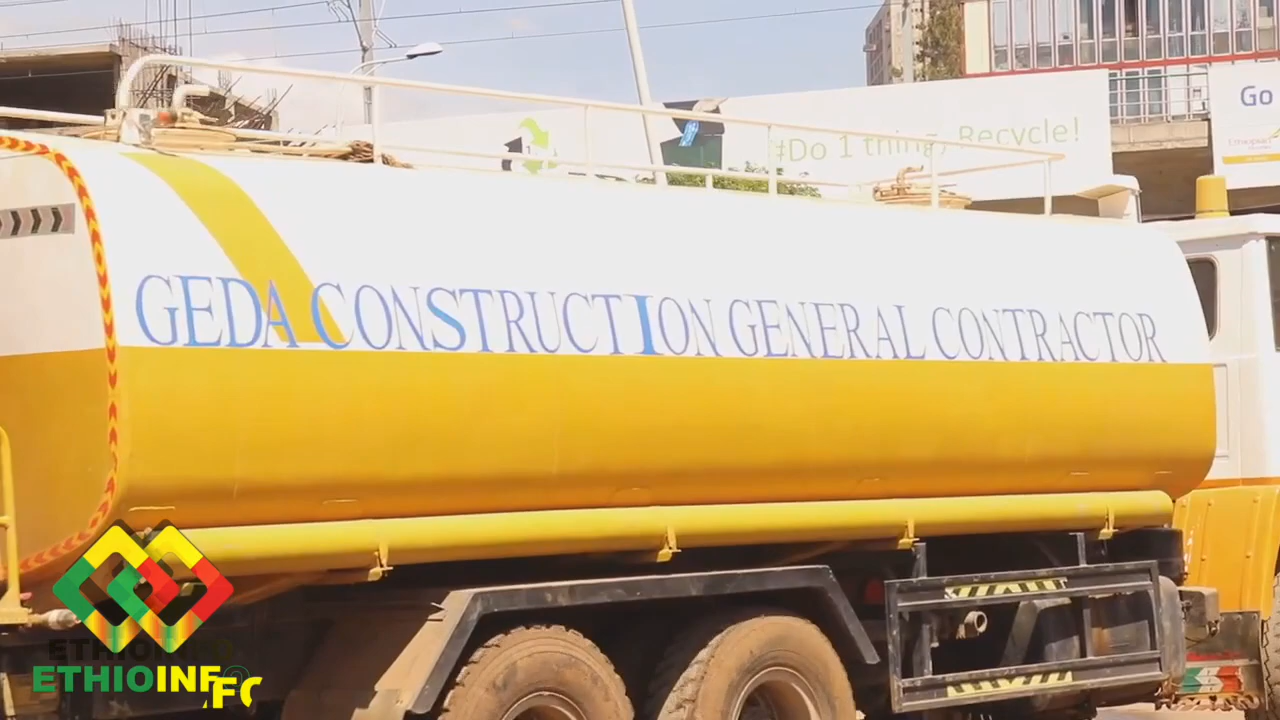 #Do 1 thing, Recycle!
Go
GEDA CONSTRUCTION GENERAL CONTRACTOR
ETHIOINFO